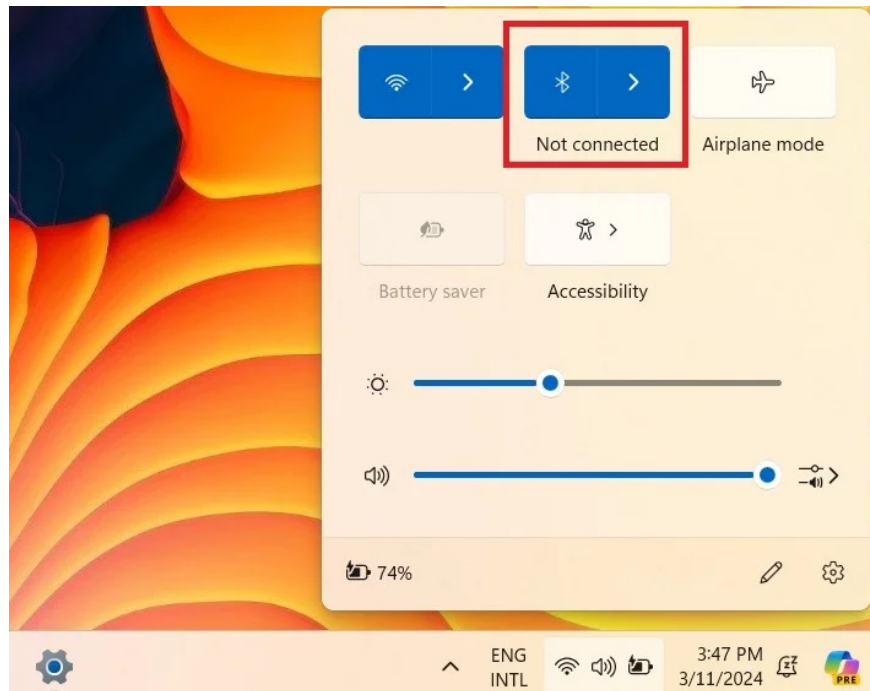 Not connected
Airplane mode
Battery saver
Accessibility
74%
ENG
INTL
3:47 PM
3/11/2024
PRE